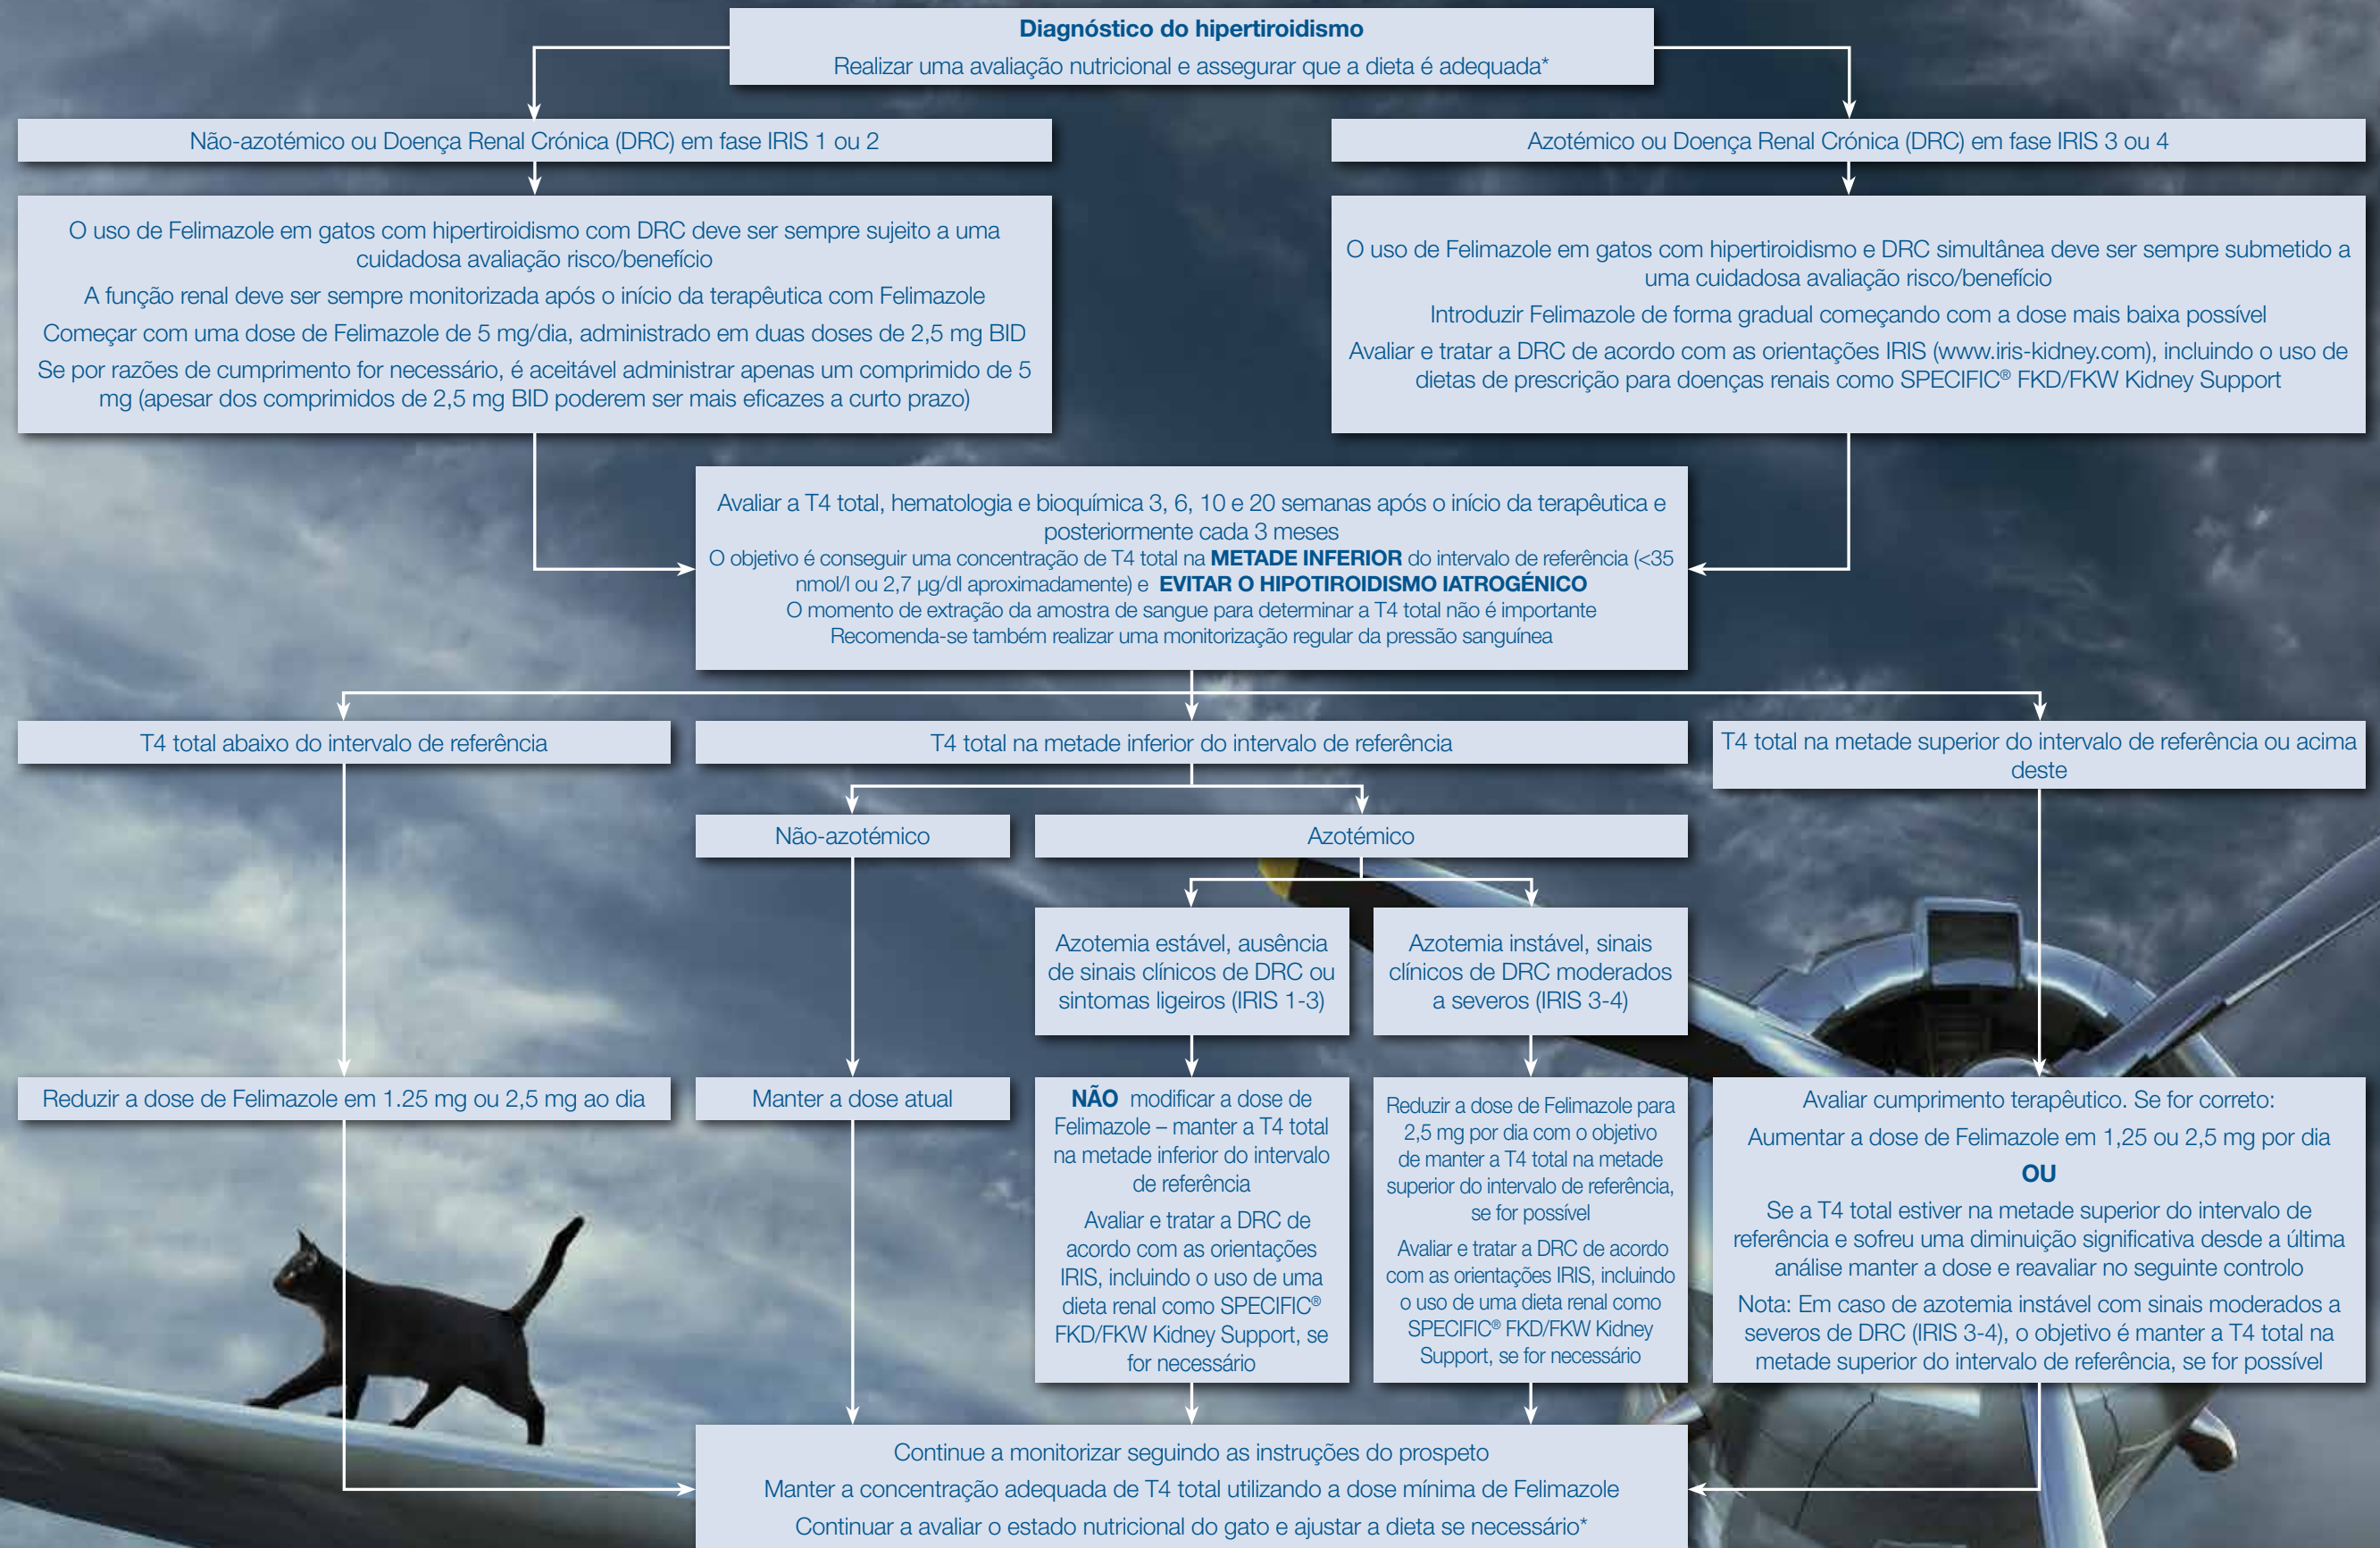 Diagnóstico do hipertiroidismo
Realizar uma avaliação nutricional e assegurar que a dieta é adequada*
Não-azotémico ou Doença Renal Crónica (DRC) em fase IRIS 1 ou 2
Azotémico ou Doença Renal Crónica (DRC) em fase IRIS 3 ou 4
O uso de Felimazole em gatos com hipertiroidismo com DRC deve ser sempre sujeito a uma
cuidadosa avaliação risco/benefício
A função renal deve ser sempre monitorizada após o início da terapêutica com Felimazole
Começar com uma dose de Felimazole de 5 mg/dia, administrado em duas doses de 2,5 mg BID
Se por razões de cumprimento for necessário, é aceitável administrar apenas um comprimido de 5
mg (apesar dos comprimidos de 2,5 mg BID poderem ser mais eficazes a curto prazo)
O uso de Felimazole em gatos com hipertiroidismo e DRC simultânea deve ser sempre submetido a
uma cuidadosa avaliação risco/benefício
Introduzir Felimazole de forma gradual começando com a dose mais baixa possível
Avaliar e tratar a DRC de acordo com as orientações IRIS (www.iris-kidney.com), incluindo o uso de
dietas de prescrição para doenças renais como SPECIFIC® FKD/FKW Kidney Support
Avaliar a T4 total, hematologia e bioquímica 3, 6, 10 e 20 semanas após o início da terapêutica e
posteriormente cada 3 meses
O objetivo é conseguir uma concentração de T4 total na METADE INFERIOR do intervalo de referência (<35
nmol/l ou 2,7 µg/dl aproximadamente) e EVITAR O HIPOTIROIDISMO IATROGÉNICO
O momento de extração da amostra de sangue para determinar a T4 total não é importante
Recomenda-se também realizar uma monitorização regular da pressão sanguínea
T4 total abaixo do intervalo de referência
T4 total na metade inferior do intervalo de referência
T4 total na metade superior do intervalo de referência ou acima
deste
Não-azotémico
Azotémico
Azotemia estável, ausência
de sinais clínicos de DRC ou
sintomas ligeiros (IRIS 1-3)
Azotemia instável, sinais
clínicos de DRC moderados
a severos (IRIS 3-4)
Reduzir a dose de Felimazole em 1.25 mg ou 2,5 mg ao dia
Manter a dose atual
NÃO modificar a dose de
Felimazole – manter a T4 total
na metade inferior do intervalo
de referência
Avaliar e tratar a DRC de
acordo com as orientações
IRIS, incluindo o uso de uma
dieta renal como SPECIFIC®
FKD/FKW Kidney Support, se
for necessário
Reduzir a dose de Felimazole para
2,5 mg por dia com o objetivo
de manter a T4 total na metade
superior do intervalo de referência,
se for possível
Avaliar e tratar a DRC de acordo
com as orientações IRIS, incluindo
o uso de uma dieta renal como
SPECIFIC® FKD/FKW Kidney
Support, se for necessário
Avaliar cumprimento terapêutico. Se for correto:
Aumentar a dose de Felimazole em 1,25 ou 2,5 mg por dia
OU
Se a T4 total estiver na metade superior do intervalo de
referência e sofreu uma diminuição significativa desde a última
análise manter a dose e reavaliar no seguinte controlo
Nota: Em caso de azotemia instável com sinais moderados a
severos de DRC (IRIS 3-4), o objetivo é manter a T4 total na
metade superior do intervalo de referência, se for possível
Continue a monitorizar seguindo as instruções do prospeto
Manter a concentração adequada de T4 total utilizando a dose mínima de Felimazole
Continuar a avaliar o estado nutricional do gato e ajustar a dieta se necessário*